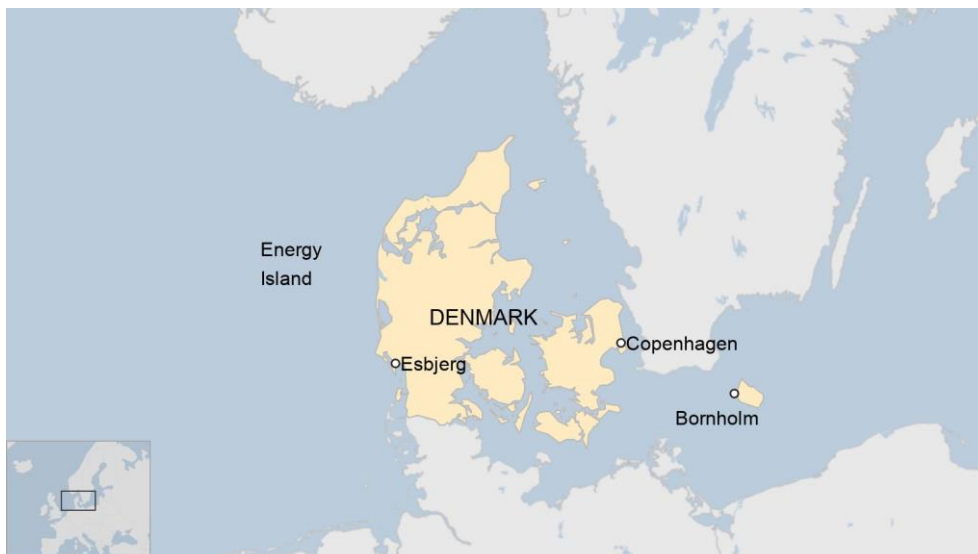 Energy
Island
DENMARK
Copenhagen
Esbjerg
Bornholm